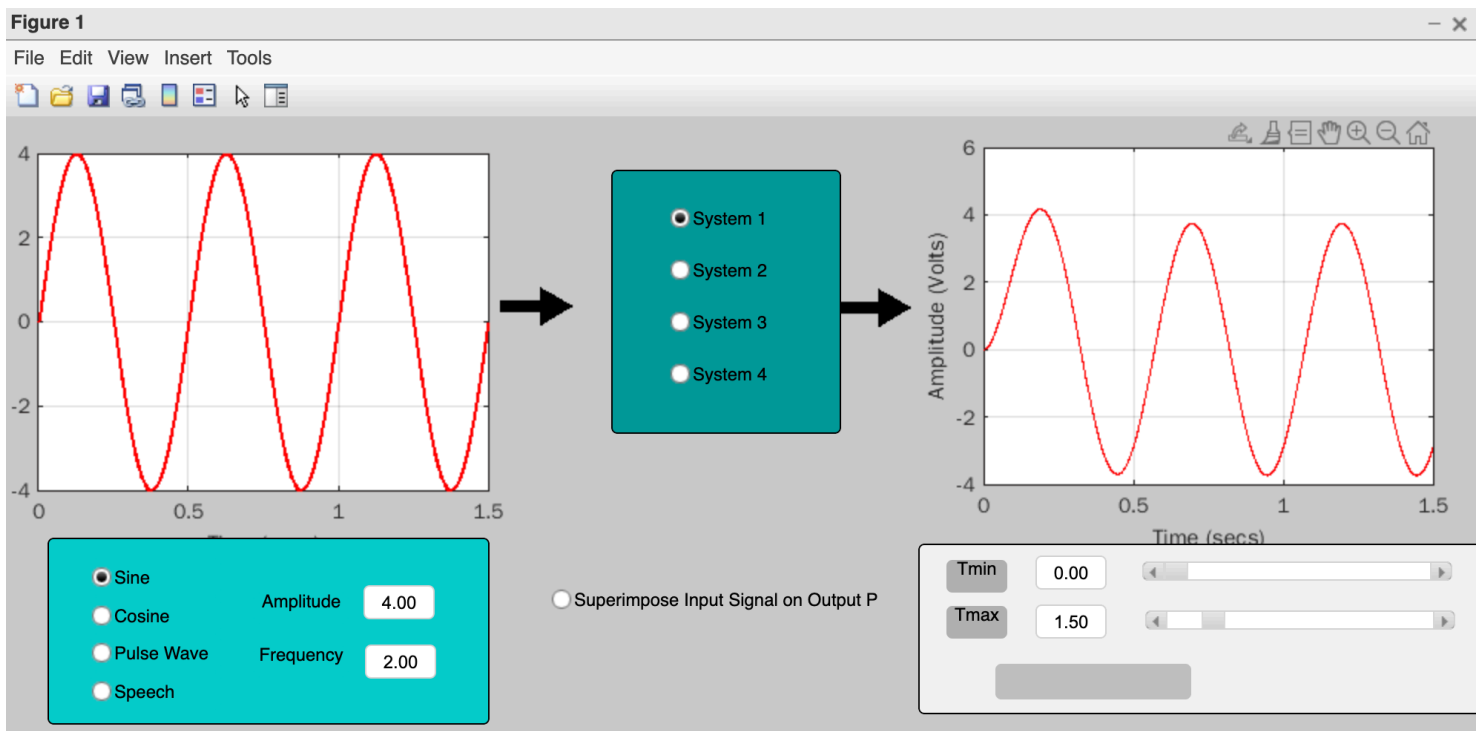 Figure 1
File Edit View Insert Tools
4
2
0
-2
-4
0 0.5 1 1.5
System 1
System 2
System 3
System 4
6
4
2
0
-2
-4
Amplitude (Volts)
0 0.5 1 1.5
Time (secs)
Sine
Cosine
Pulse Wave
Speech
Amplitude 4.00
Frequency 2.00
Superimpose Input Signal on Output P
Tmin 0.00
Tmax 1.50